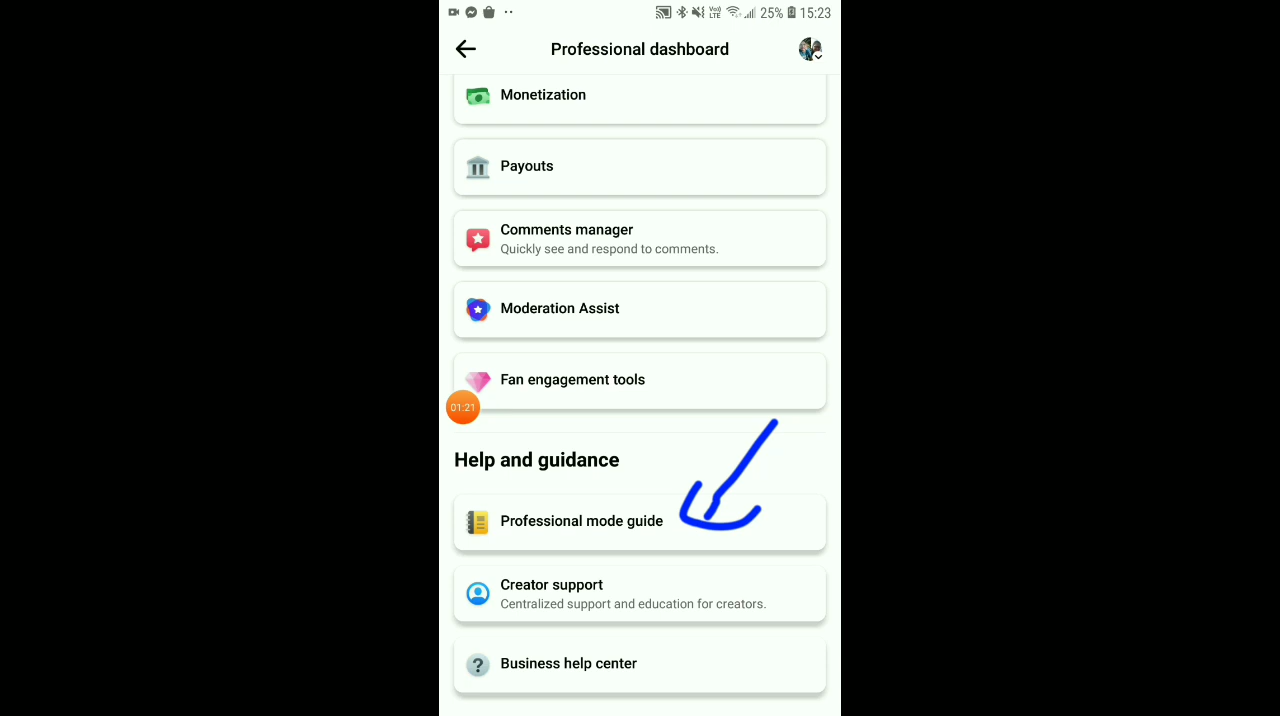 25% 15:23
Professional dashboard
Monetization
Payouts
Comments manager
Quickly see and respond to comments.
Moderation Assist
Fan engagement tools
01:21
Help and guidance
Professional mode guide
Creator support
Centralized support and education for creators.
? Business help center